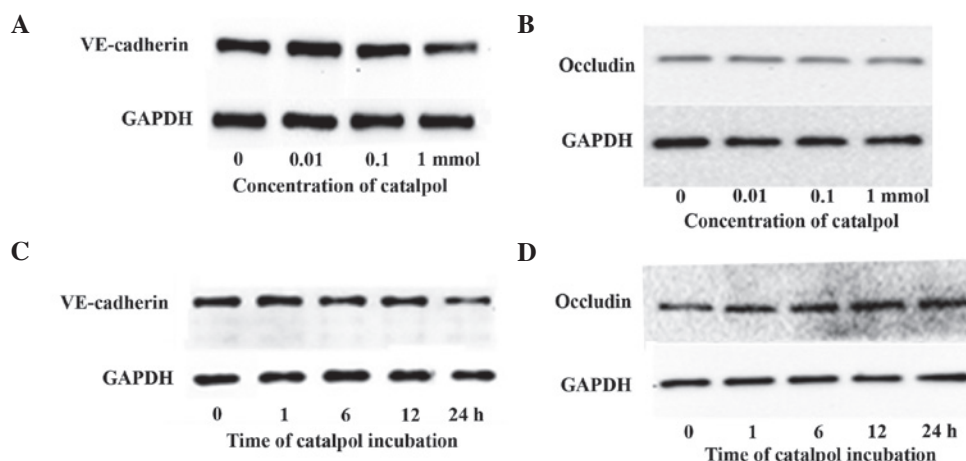 A
VE-cadherin
GAPDH
0 0.01 0.1 1 mmol
Concentration of catalpol
B
Occludin
GAPDH
0 0.01 0.1 1 mmol
Concentration of catalpol
C
VE-cadherin
GAPDH
0 1 6 12 24 h
Time of catalpol incubation
D
Occludin
GAPDH
0 1 6 12 24 h
Time of catalpol incubation